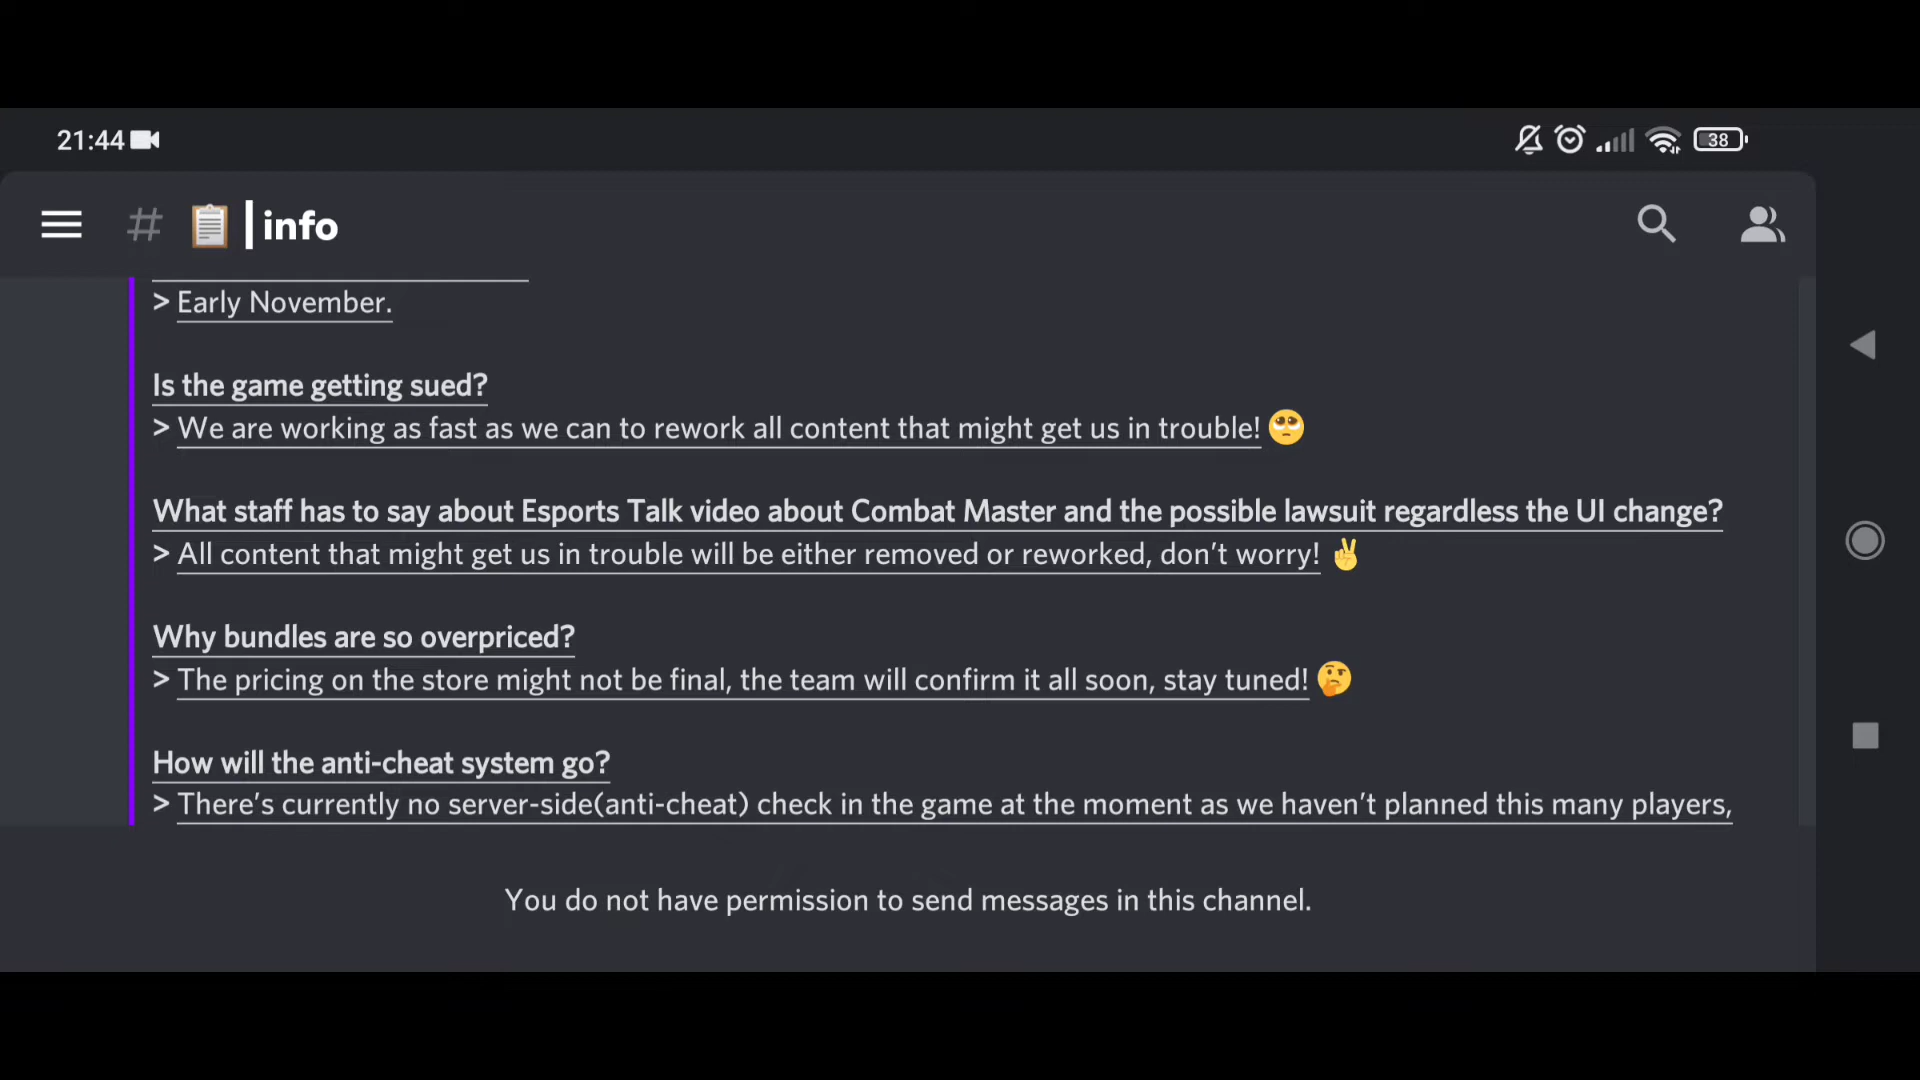 21:44
38
# 📋 | info
> Early November.
Is the game getting sued?
> We are working as fast as we can to rework all content that might get us in trouble! 🥺
What staff has to say about Esports Talk video about Combat Master and the possible lawsuit regardless the UI change?
> All content that might get us in trouble will be either removed or reworked, don’t worry! ✌️
Why bundles are so overpriced?
> The pricing on the store might not be final, the team will confirm it all soon, stay tuned! 🤔
How will the anti-cheat system go?
> There’s currently no server-side(anti-cheat) check in the game at the moment as we haven’t planned this many players,
You do not have permission to send messages in this channel.